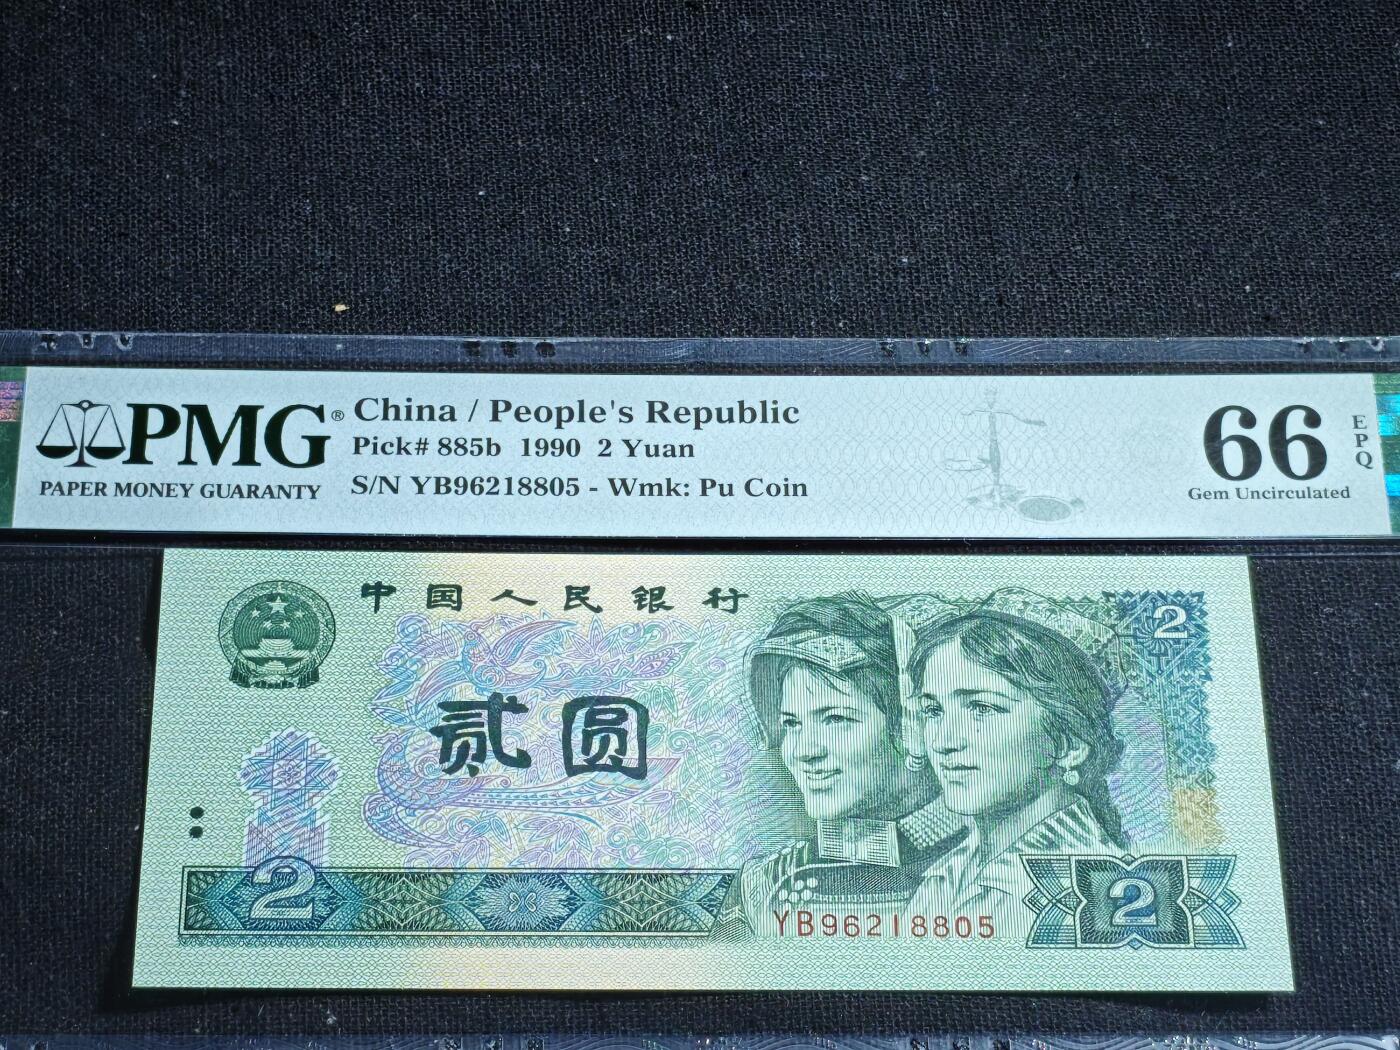 PMG®
PAPER MONEY GUARANTY
China / People's Republic
Pick# 885b 1990 2 Yuan
S/N YB96218805 - Wmk: Pu Coin
66
EPQ
Gem Uncirculated
中国人民银行
2
贰圆
2
YB96218805
2